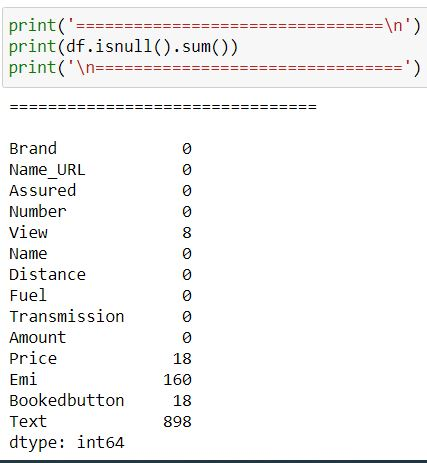 print('================================\n')
print(df.isnull().sum())
print('\n================================')
================================
Brand 0
Name_URL 0
Assured 0
Number 0
View 8
Name 0
Distance 0
Fuel 0
Transmission 0
Amount 0
Price 18
Emi 160
Bookedbutton 18
Text 898
dtype: int64